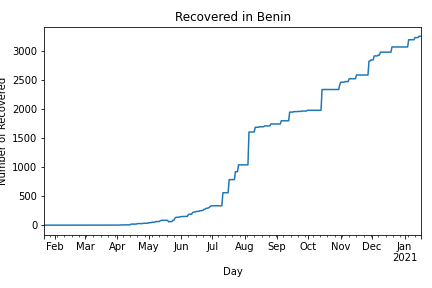 Recovered in Benin
Number of Recovered
3000
2500
2000
1500
1000
500
0
Feb Mar Apr May Jun Jul Aug Sep Oct Nov Dec Jan
2021
Day